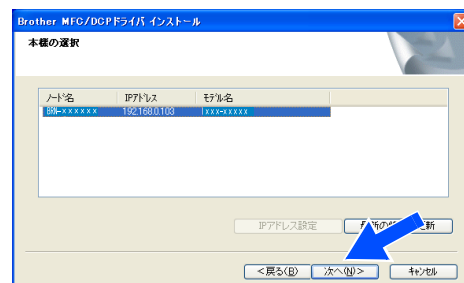 Brother MFC/DCPドライバ インストール
本機の選択
ノード名 IPアドレス モデル名
BRN-xxxxxx 192.168.0.103 xxx-xxxxx
IPアドレス設定
<戻る(B) 次へ(N)> キャンセル